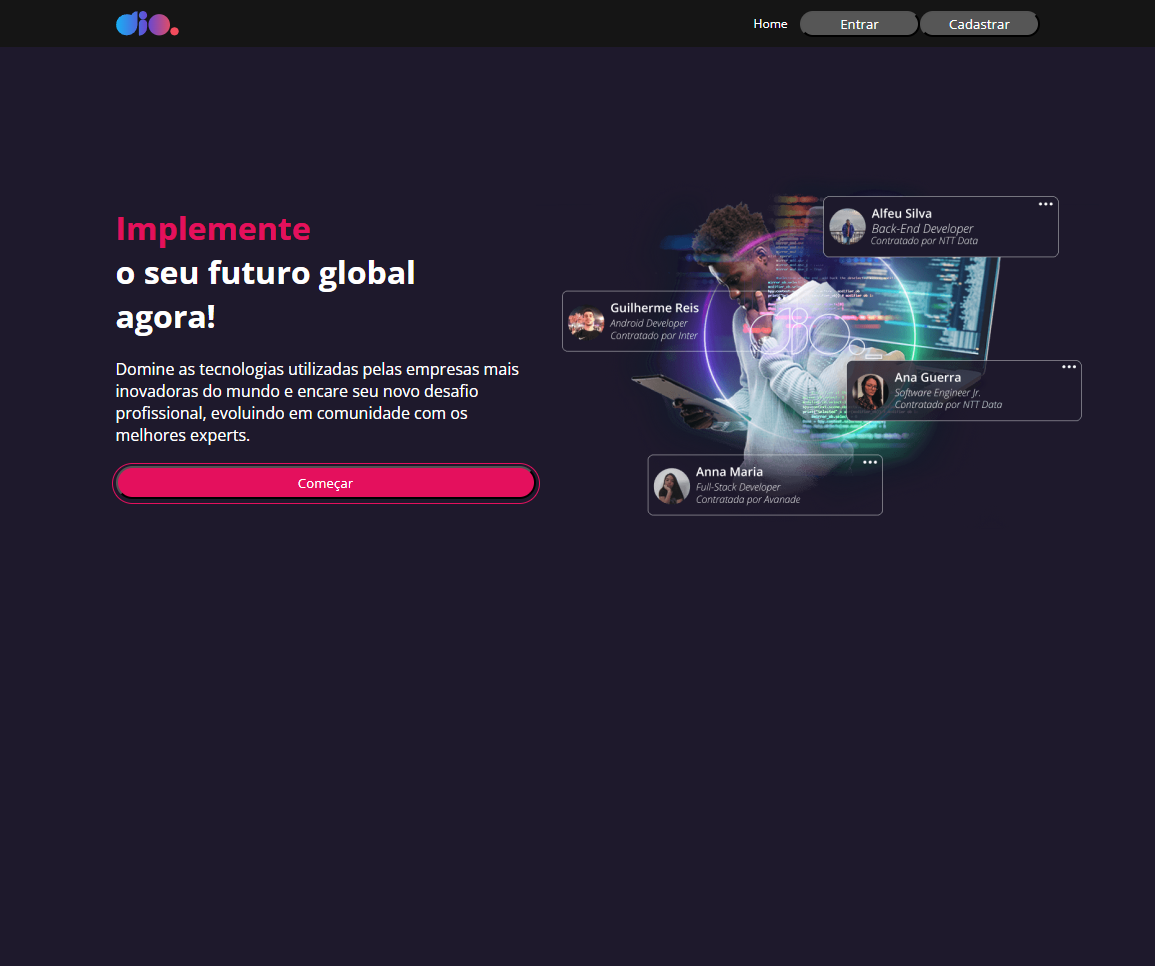 dio.
Home
Entrar
Cadastrar
Implemente
o seu futuro global
agora!
Domine as tecnologias utilizadas pelas empresas mais
inovadoras do mundo e encare seu novo desafio
profissional, evoluindo em comunidade com os
melhores experts.
Começar
Alfeu Silva
Back-End Developer
Contratado por NTT Data
Guilherme Reis
Android Developer
Contratado por Inter
dio.
Ana Guerra
Software Engineer Jr.
Contratada por NTT Data
Anna Maria
Full-Stack Developer
Contratada por Avanade